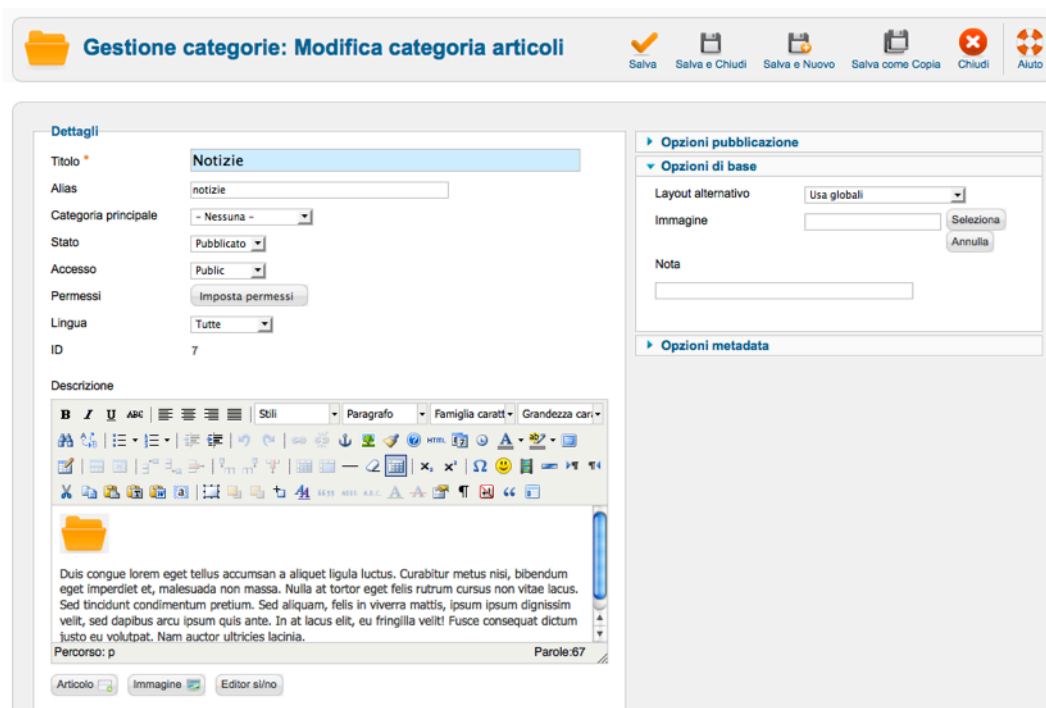 Gestione categorie: Modifica categoria articoli
Salva
Salva e Chiudi
Salva e Nuovo
Salva come Copia
Chiudi
Aiuto
Dettagli
Titolo *
Notizie
Alias
notizie
Categoria principale
- Nessuna -
Stato
Pubblicato
Accesso
Public
Permessi
Imposta permessi
Lingua
Tutte
ID
7
Descrizione
B I U ABC
Stili
Paragrafo
Famiglia caratt
Grandezza cara
HTML
Duis congue lorem eget tellus accumsan a aliquet ligula luctus. Curabitur metus nisi, bibendum
eget imperdiet et, malesuada non massa. Nulla at tortor eget felis rutrum cursus non vitae lacus.
Sed tincidunt condimentum pretium. Sed aliquam, felis in viverra mattis, ipsum ipsum dignissim
velit, sed dapibus arcu ipsum quis ante. In at lacus elit, eu fringilla velit! Fusce consequat dictum
justo eu volutpat. Nam auctor ultricies lacinia.
Percorso: p
Parole:67
Articolo
Immagine
Editor sì/no
Opzioni pubblicazione
Opzioni di base
Layout alternativo
Usa globali
Immagine
Seleziona
Annulla
Nota
Opzioni metadata